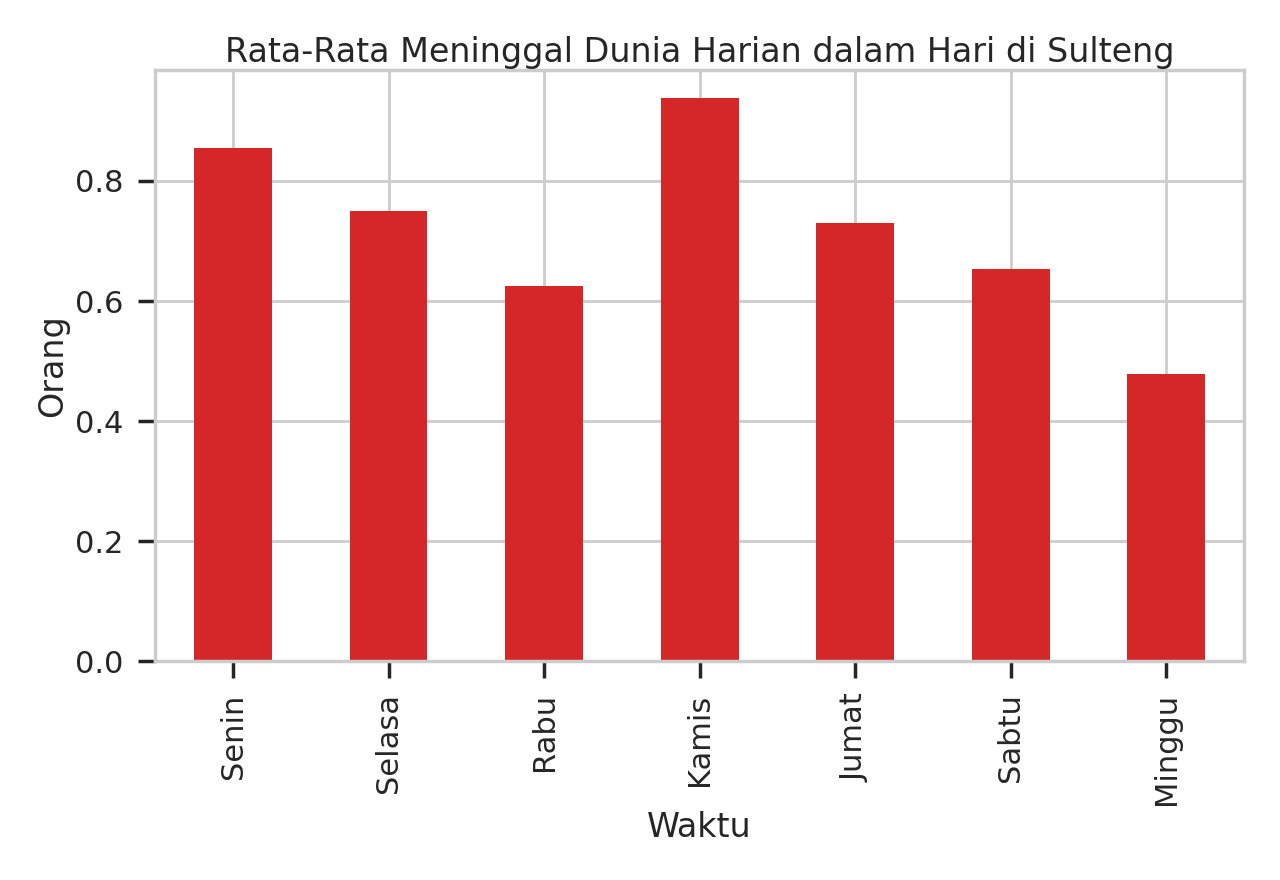 Rata-Rata Meninggal Dunia Harian dalam Hari di Sulteng
Orang
0.8
0.6
0.4
0.2
0.0
Senin
Selasa
Rabu
Kamis
Jumat
Sabtu
Minggu
Waktu